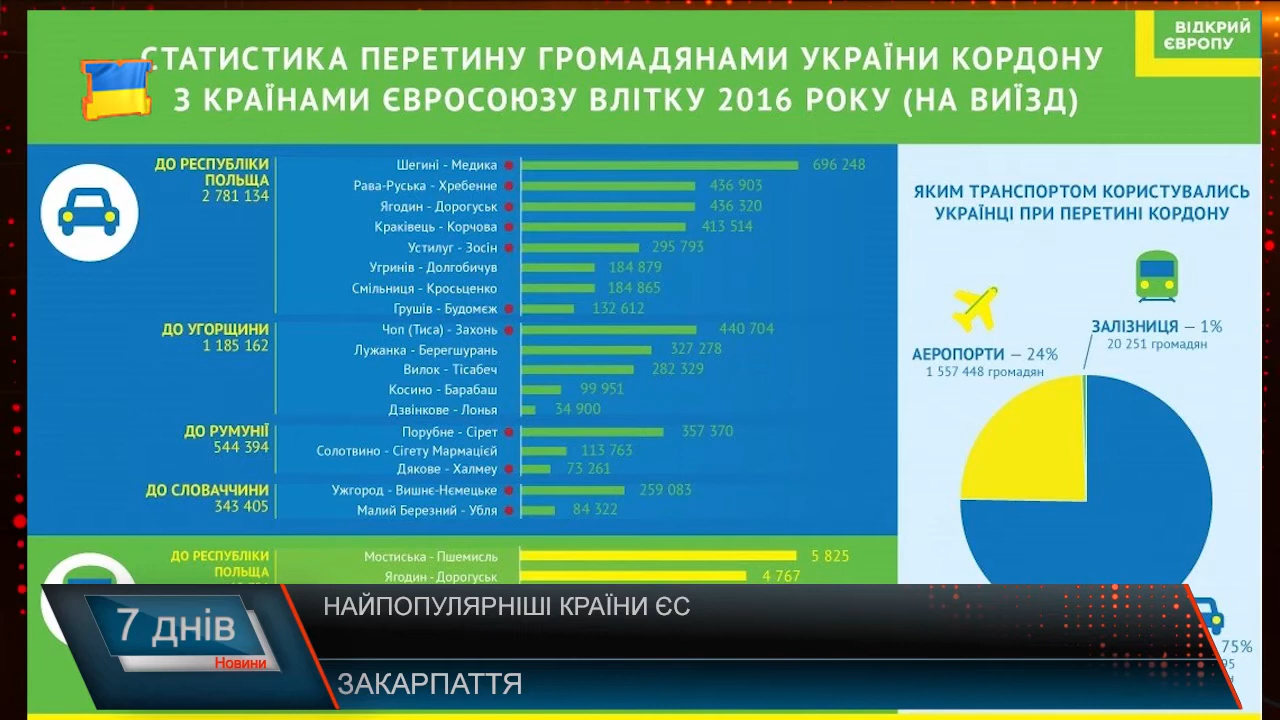 ВІДКРИЙ
ЄВРОПУ
СТАТИСТИКА ПЕРЕТИНУ ГРОМАДЯНАМИ УКРАЇНИ КОРДОНУ
З КРАЇНАМИ ЄВРОСОЮЗУ ВЛІТКУ 2016 РОКУ (НА ВИЇЗД)
ДО РЕСПУБЛІКИ
ПОЛЬЩА
2 781 134
Шегині - Медика 696 248
Рава-Руська - Хребенне 436 903
Ягодин - Дорогуськ 436 320
Краківець - Корчова 413 514
Устилуг - Зосін 295 793
Угринів - Долгобичув 184 879
Смільниця - Кросьценко 184 865
Грушів - Будомєж 132 612
ДО УГОРЩИНИ
1 185 162
Чоп (Тиса) - Захонь 440 704
Лужанка - Берегшурань 327 278
Вилок - Тісабеч 282 329
Косино - Барабаш 99 951
Дзвінкове - Лонья 34 900
ДО РУМУНІЇ
544 394
Порубне - Сірет 357 370
Солотвино - Сігету Мармацієй 113 763
Дякове - Халмеу 73 261
ДО СЛОВАЧЧИНИ
343 405
Ужгород - Вишнє-Нємецьке 259 083
Малий Березний - Убля 84 322
ДО РЕСПУБЛІКИ
ПОЛЬЩА
Мостиська - Пшемисль 5 825
Ягодин - Дорогуськ 4 767
ЯКИМ ТРАНСПОРТОМ КОРИСТУВАЛИСЬ
УКРАЇНЦІ ПРИ ПЕРЕТИНІ КОРДОНУ
ЗАЛІЗНИЦЯ — 1%
20 251 громадян
АЕРОПОРТИ — 24%
1 557 448 громадян
75%
7 днів
Новини
НАЙПОПУЛЯРНІШІ КРАЇНИ ЄС
ЗАКАРПАТТЯ